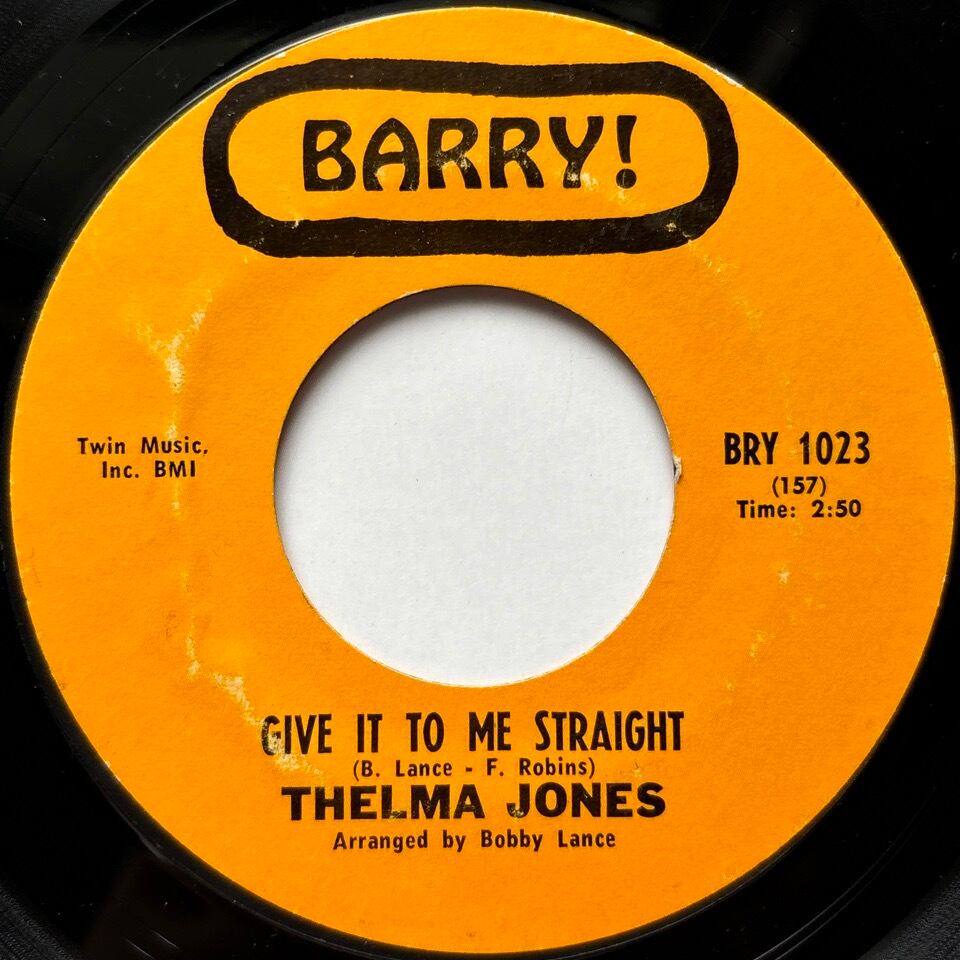 BARRY!
Twin Music,
Inc. BMI
BRY 1023
(157)
Time: 2:50
GIVE IT TO ME STRAIGHT
(B. Lance - F. Robins)
THELMA JONES
Arranged by Bobby Lance